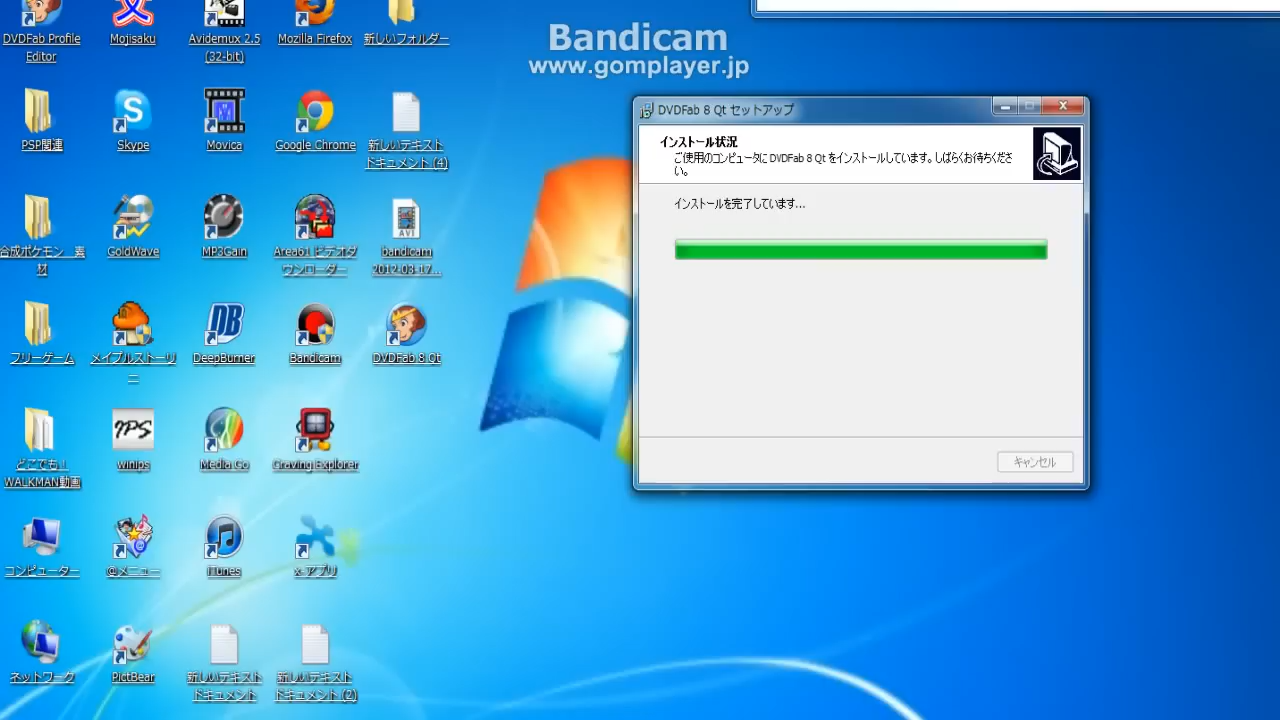 Bandicam
www.gomplayer.jp
DVDFab Profile
Editor
Mojisaku
Avidemux 2.5
(32-bit)
Mozilla Firefox
新しいフォルダー
PSP関連
Skype
Movica
Google Chrome
新しいテキスト
ドキュメント (4)
合成ポケモン 素
材
GoldWave
MP3Gain
Area61 ビデオダ
ウンローダー
AVI
bandicam
2012-03-17...
フリーゲーム
メイプルストーリ
ー
DB
DeepBurner
Bandicam
DVDFab 8 Qt
どこでも!
WALKMAN動画
IPS
winips
Media Go
Craving Explorer
コンピューター
@メニュー
iTunes
x-アプリ
ネットワーク
PictBear
新しいテキスト
ドキュメント
新しいテキスト
ドキュメント (2)
DVDFab 8 Qt セットアップ
インストール状況
ご使用のコンピュータに DVDFab 8 Qt をインストールしています。しばらくお待ちくださ
い。
インストールを完了しています...
キャンセル